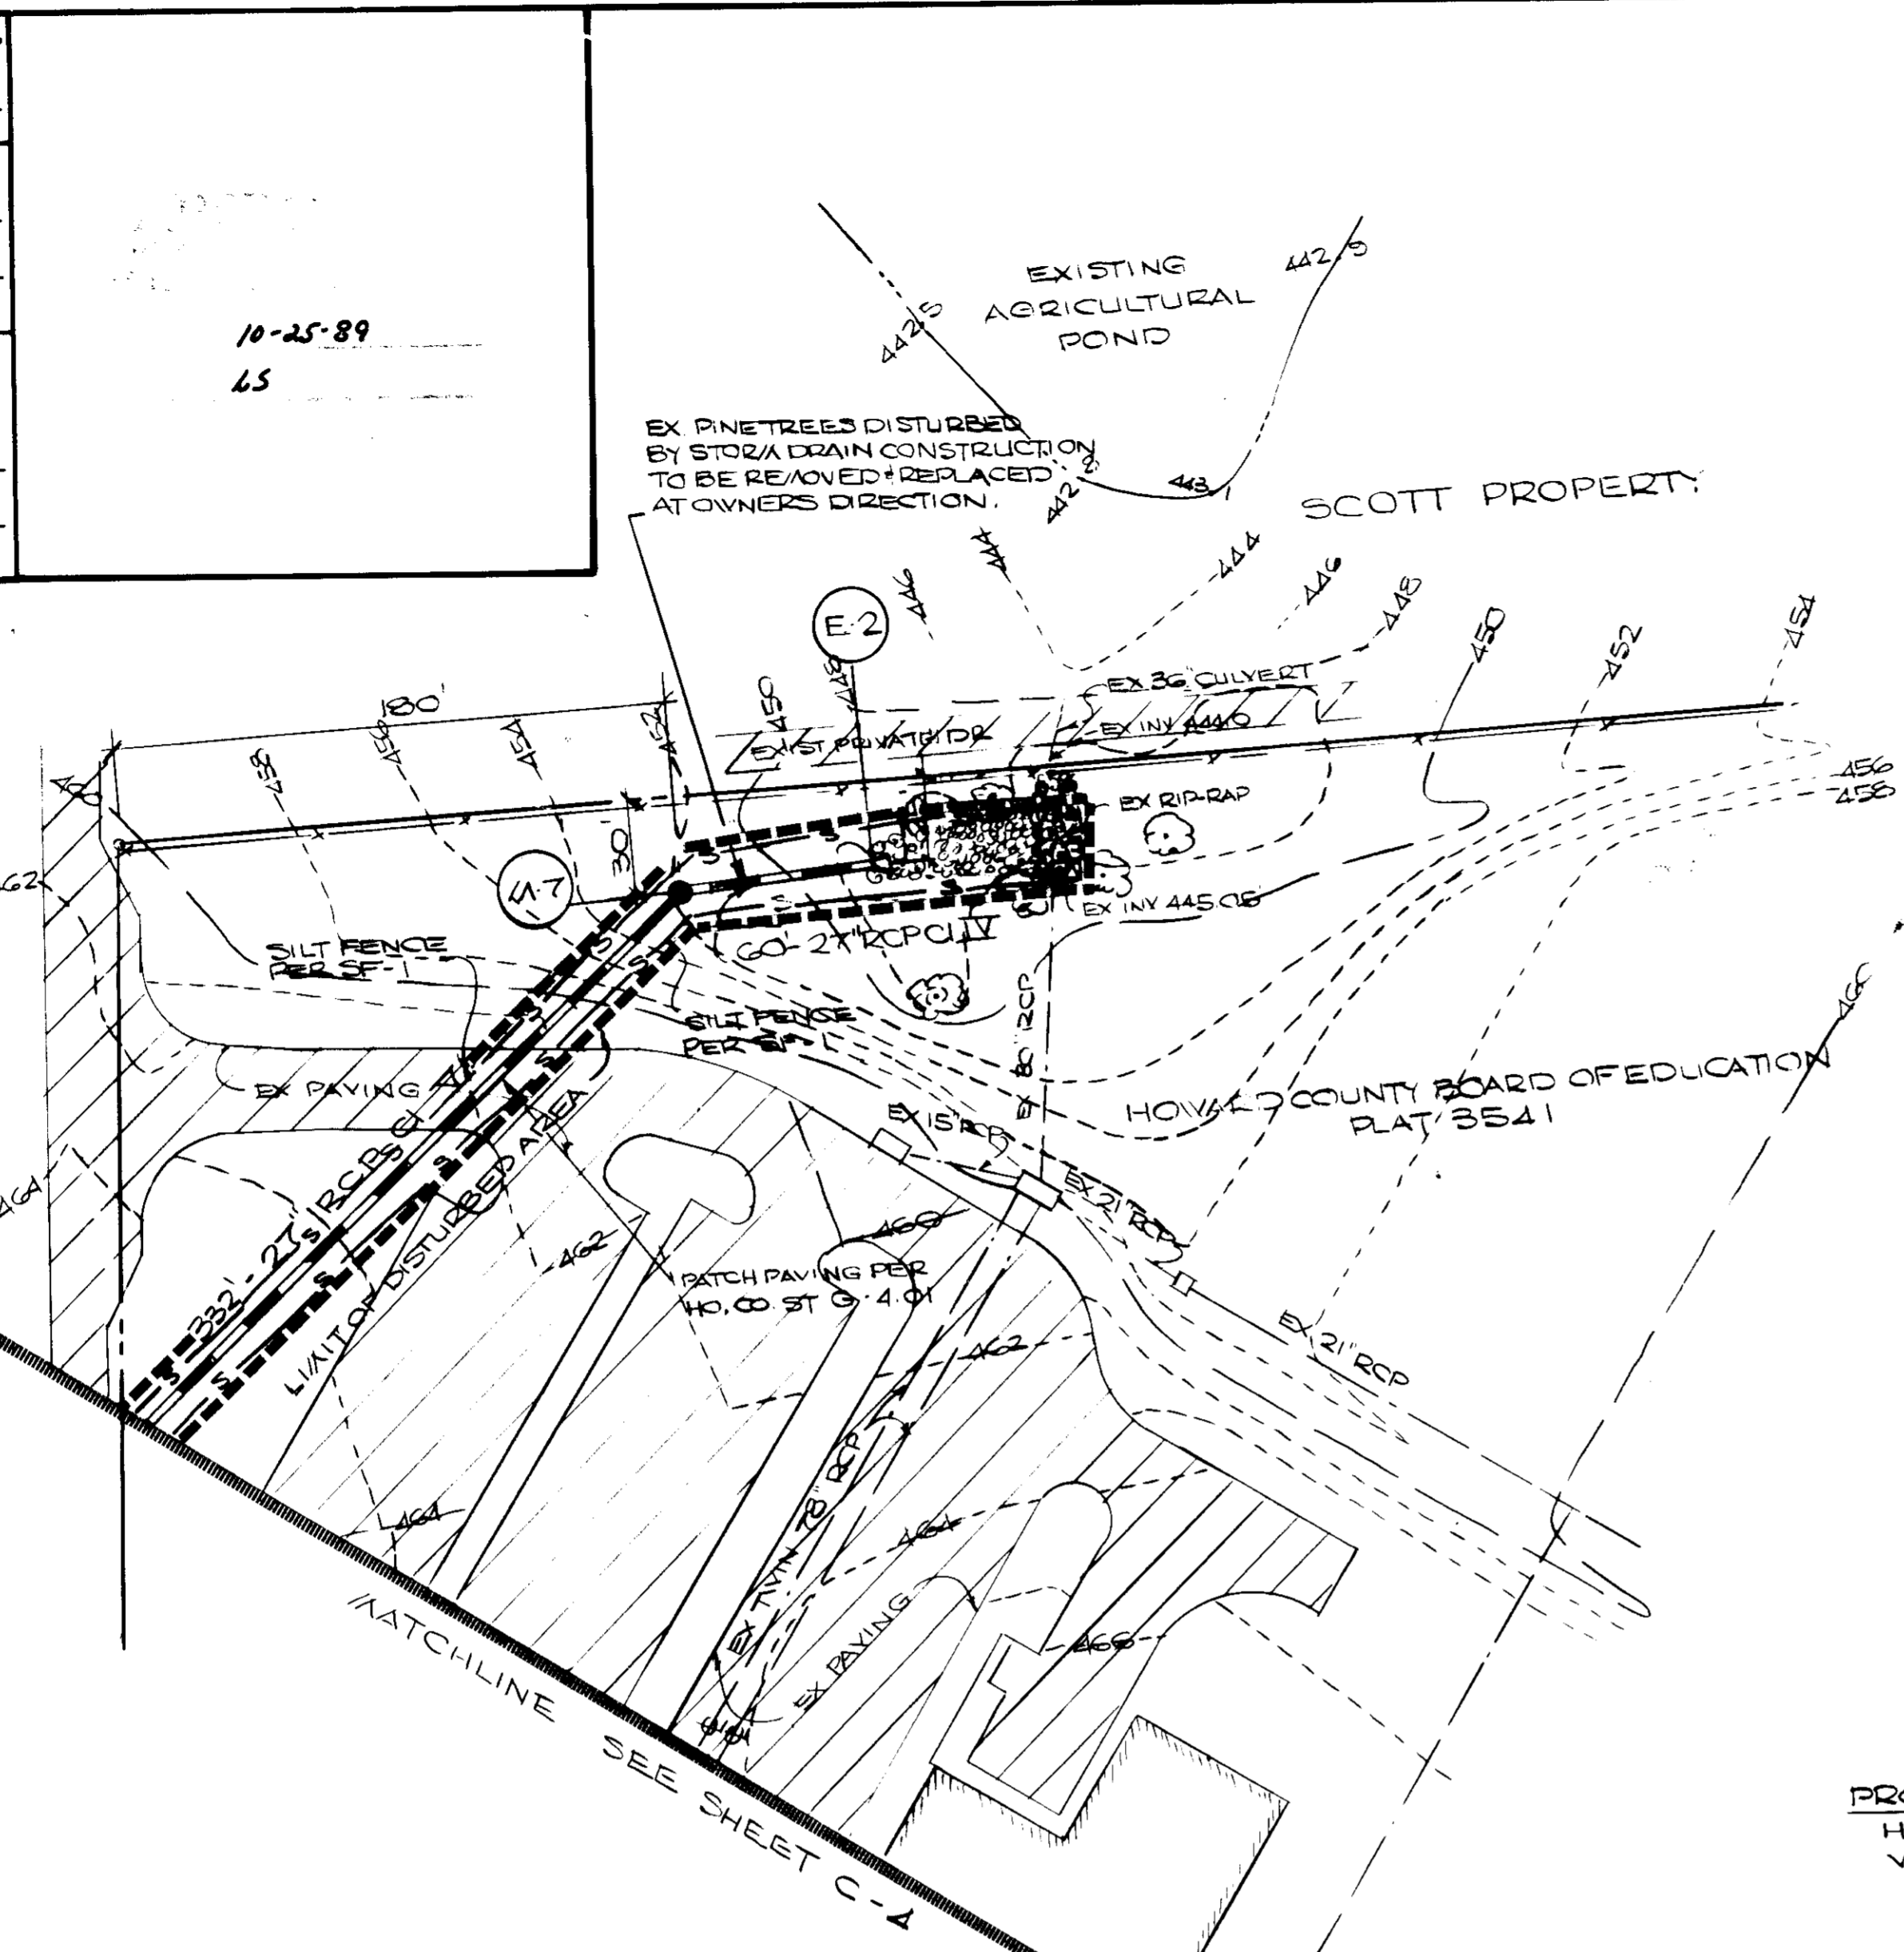 10-25-89
LS
EXISTING
AGRICULTURAL
POND
442.9
442.5
EX. PINETREES DISTURBED
BY STORM DRAIN CONSTRUCTION
TO BE REMOVED & REPLACED
AT OWNERS DIRECTION.
443.1
SCOTT PROPERTY
444
444
446
446
448
450
452
454
E-2
180'
458
456
454
452
450
448
EX 36" CULVERT
EXIST PRIVATE DR
EX INV 444.0
456
458
EX RIP-RAP
30'
M-7
EX INV 445.06
60'-27" RCP CL IV
SILT FENCE
PER SF-1
SILT FENCE
PER SF-1
466
EX PAVING
HOWARD COUNTY BOARD OF EDUCATION
PLAT 3541
EX 15" RCP
EX 21" RCP
464
462
460
332'-27" RCP
LIMIT OF DISTURBED AREA
PATCH PAVING PER
HO. CO. ST G-4.01
462
EX 21" RCP
EX TWIN 78" RCP
464
464
EX PAVING
466
MATCHLINE SEE SHEET C-4